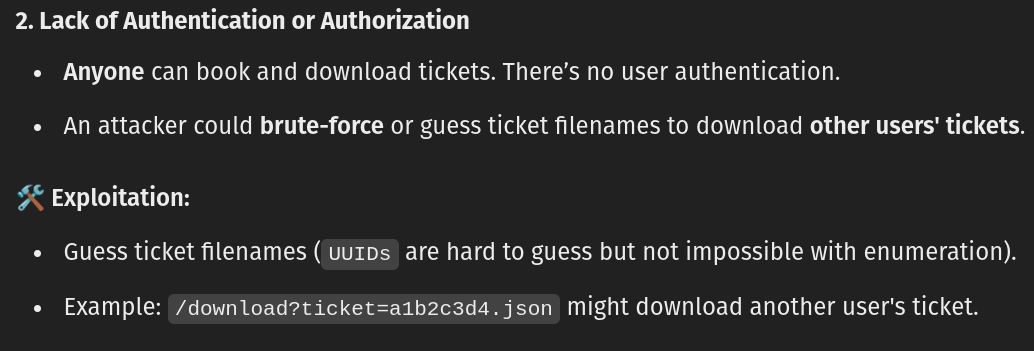 2. Lack of Authentication or Authorization
• Anyone can book and download tickets. There’s no user authentication.
• An attacker could brute-force or guess ticket filenames to download other users' tickets.
🛠️ Exploitation:
• Guess ticket filenames (UUIDs are hard to guess but not impossible with enumeration).
• Example: /download?ticket=a1b2c3d4.json might download another user's ticket.